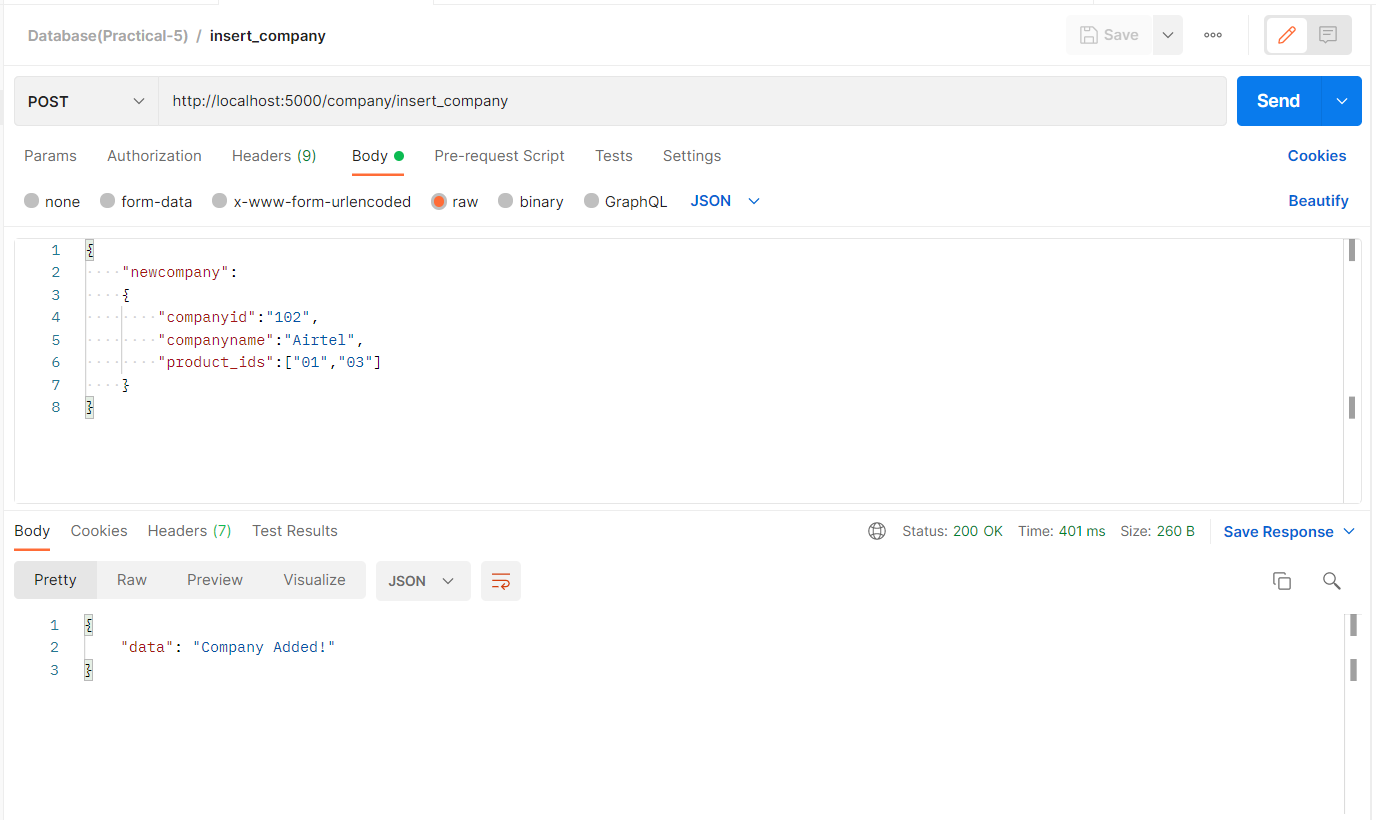 Database(Practical-5) / insert_company Save ooo
POST http://localhost:5000/company/insert_company Send
Params Authorization Headers (9) Body Pre-request Script Tests Settings Cookies
none form-data x-www-form-urlencoded raw binary GraphQL JSON Beautify
1 {
2 "newcompany":
3 {
4 "companyid":"102",
5 "companyname":"Airtel",
6 "product_ids":["01","03"]
7 }
8 }
Body Cookies Headers (7) Test Results Status: 200 OK Time: 401 ms Size: 260 B Save Response
Pretty Raw Preview Visualize JSON
1 {
2 "data": "Company Added!"
3 }